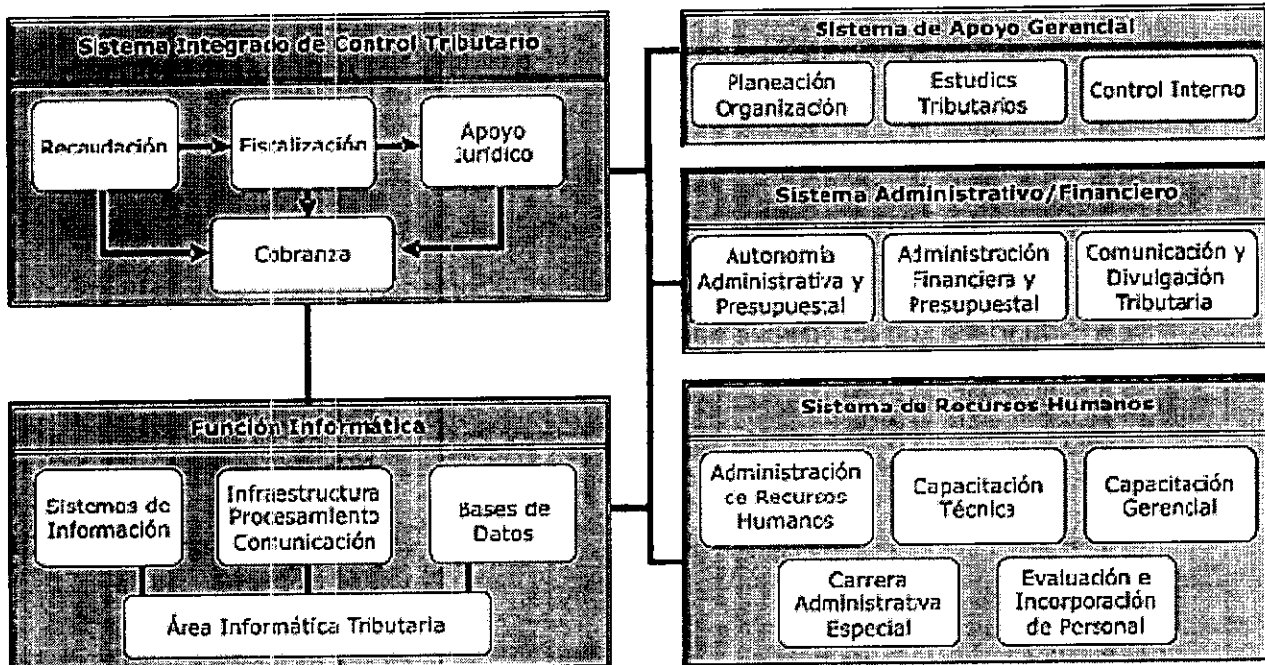 Sistema Integrado de Control Tributario
Recaudación
Fiscalización
Apoyo
Jurídico
Cobranza
Función Informática
Sistemas de
Información
Infraestructura
Procesamiento
Comunicación
Bases de
Datos
Área Informática Tributaria
Sistema de Apoyo Gerencial
Planeación
Organización
Estudios
Tributarios
Control Interno
Sistema Administrativo/Financiero
Autonomía
Administrativa y
Presupuestal
Administración
Financiera y
Presupuestal
Comunicación y
Divulgación
Tributaria
Sistema de Recursos Humanos
Administración
de Recursos
Humanos
Capacitación
Técnica
Capacitación
Gerencial
Carrera
Administrativa
Especial
Evaluación e
Incorporación
de Personal